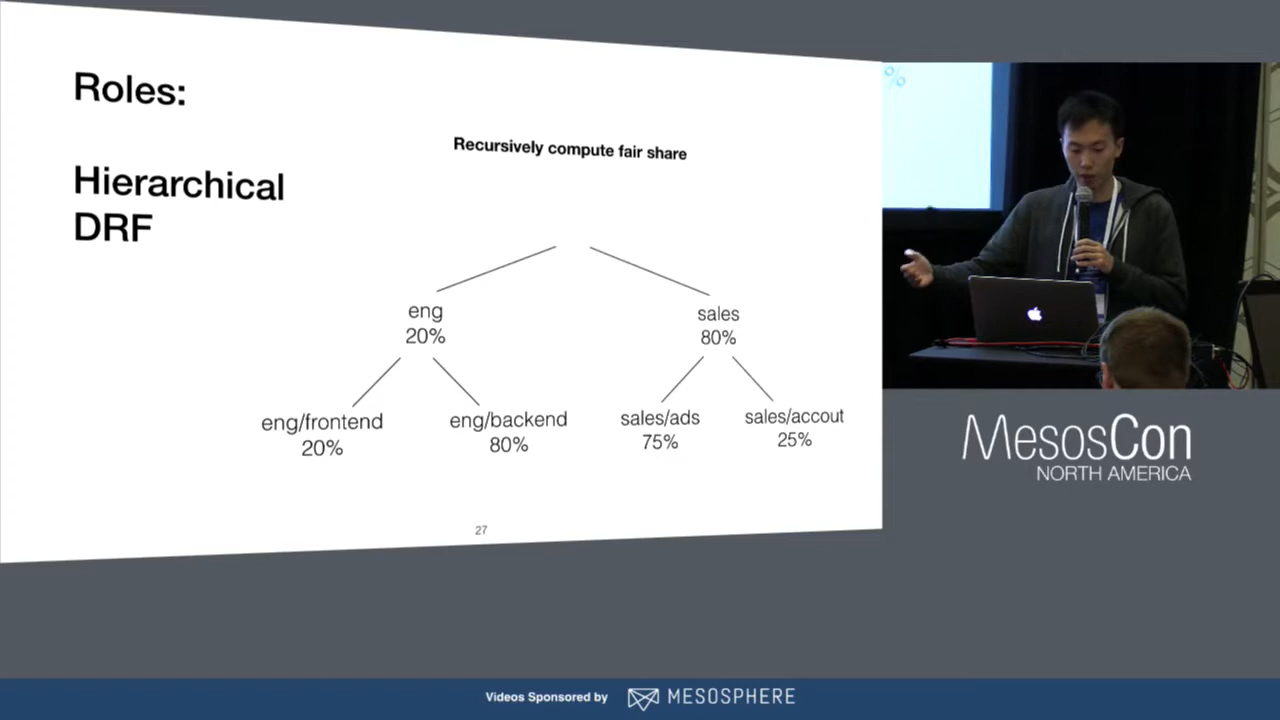 Roles:
Hierarchical
DRF
Recursively compute fair share
eng
20%
sales
80%
eng/frontend
20%
eng/backend
80%
sales/ads
75%
sales/accout
25%
27
%
MesosCon
NORTH AMERICA
Videos Sponsored by
MESOSPHERE